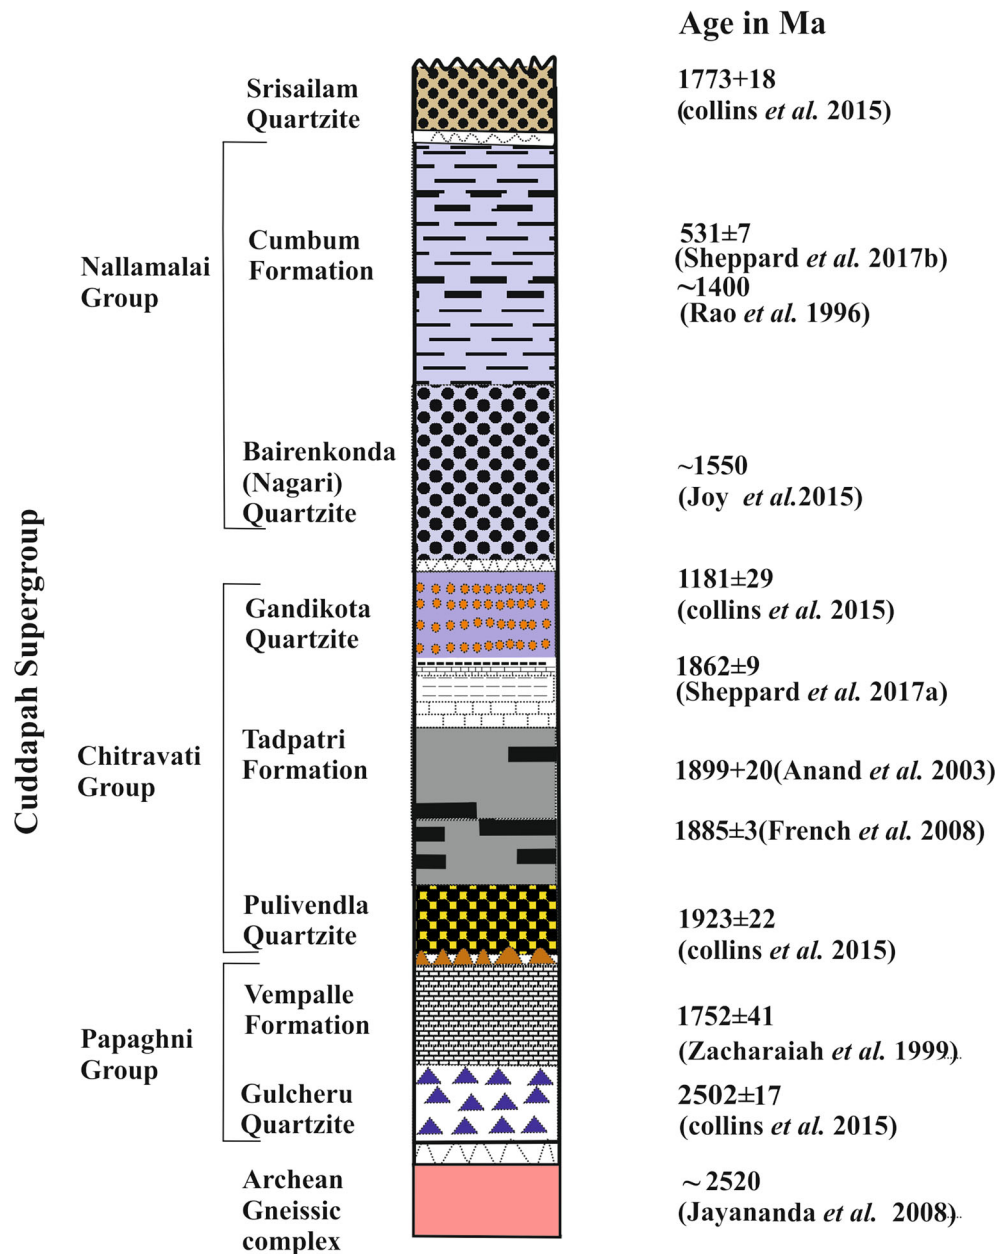 Age in Ma
Srisailam
Quartzite
1773+18
(collins et al. 2015)
Nallamalai
Group
Cumbum
Formation
531±7
(Sheppard et al. 2017b)
~1400
(Rao et al. 1996)
Bairenkonda
(Nagari)
Quartzite
~1550
(Joy et al.2015)
Cuddapah Supergroup
Chitravati
Group
Gandikota
Quartzite
1181±29
(collins et al. 2015)
1862±9
(Sheppard et al. 2017a)
Tadpatri
Formation
1899+20(Anand et al. 2003)
1885±3(French et al. 2008)
Pulivendla
Quartzite
1923±22
(collins et al. 2015)
Papaghni
Group
Vempalle
Formation
1752±41
(Zacharaiah et al. 1999)
Gulcheru
Quartzite
2502±17
(collins et al. 2015)
Archean
Gneissic
complex
~ 2520
(Jayananda et al. 2008)